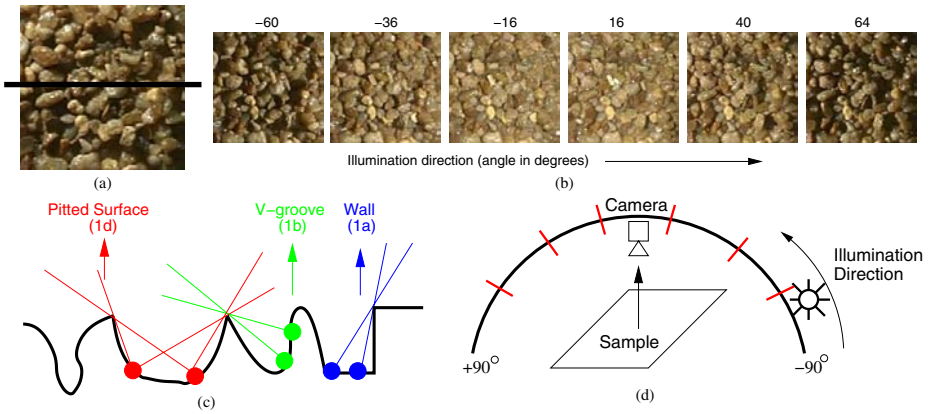 (a)
−60 −36 −16 16 40 64
Illumination direction (angle in degrees)
(b)
Pitted Surface
(1d)
V−groove
(1b)
Wall
(1a)
(c)
Camera
Illumination
Direction
Sample
+90° −90°
(d)